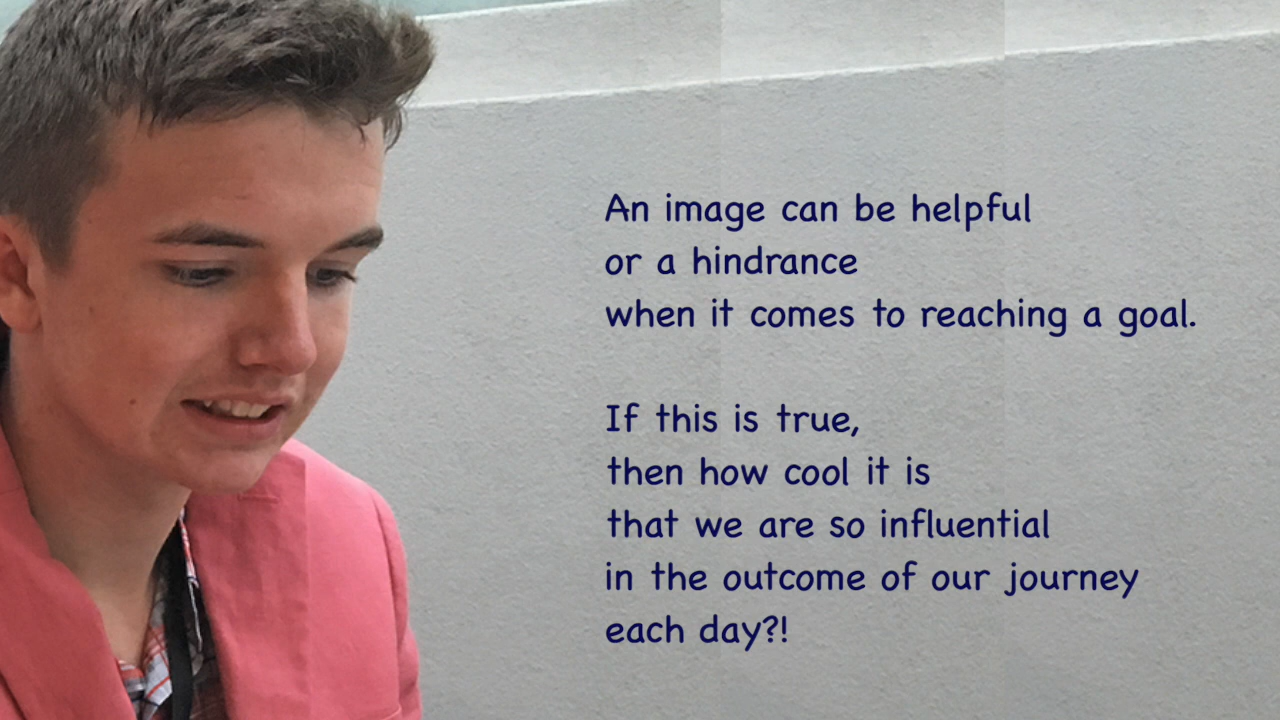 An image can be helpful
or a hindrance
when it comes to reaching a goal.
If this is true,
then how cool it is
that we are so influential
in the outcome of our journey
each day?!